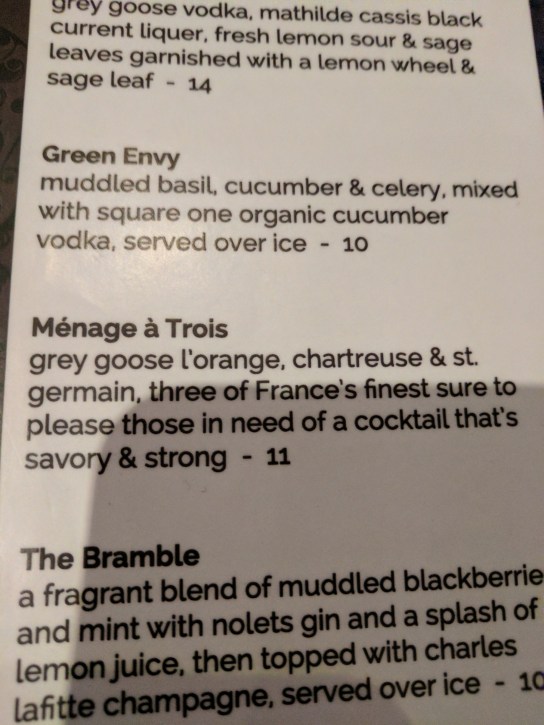 grey goose vodka, mathilde cassis black
current liquer, fresh lemon sour & sage
leaves garnished with a lemon wheel &
sage leaf - 14
Green Envy
muddled basil, cucumber & celery, mixed
with square one organic cucumber
vodka, served over ice - 10
Ménage à Trois
grey goose l'orange, chartreuse & st.
germain, three of France's finest sure to
please those in need of a cocktail that's
savory & strong - 11
The Bramble
a fragrant blend of muddled blackberrie
and mint with nolets gin and a splash of
lemon juice, then topped with charles
lafitte champagne, served over ice - 10